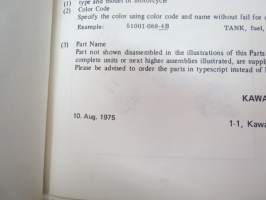 (1) type and model of motorcycle
(2) Color Code
Specify the color using color code and name without fail for
Example: 51001-068-4B TANK, fuel,
(3) Part Name
Part not shown disassembled in the illustrations of this Parts
complete units or next higher assemblies illustrated, are suppl
Please be advised to order the parts in typescript instead of
KAWA
10. Aug. 1975
1-1, Kawa